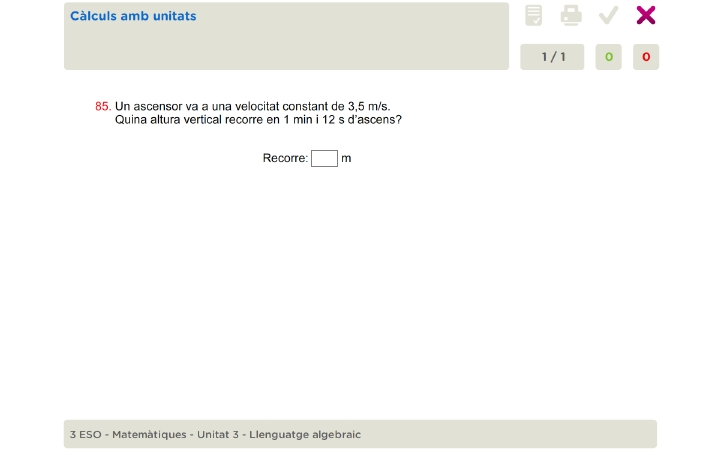 Càlculs amb unitats
1 / 1
0
0
85. Un ascensor va a una velocitat constant de 3,5 m/s.
Quina altura vertical recorre en 1 min i 12 s d'ascens?
Recorre: m
3 ESO - Matemàtiques - Unitat 3 - Llenguatge algebraic